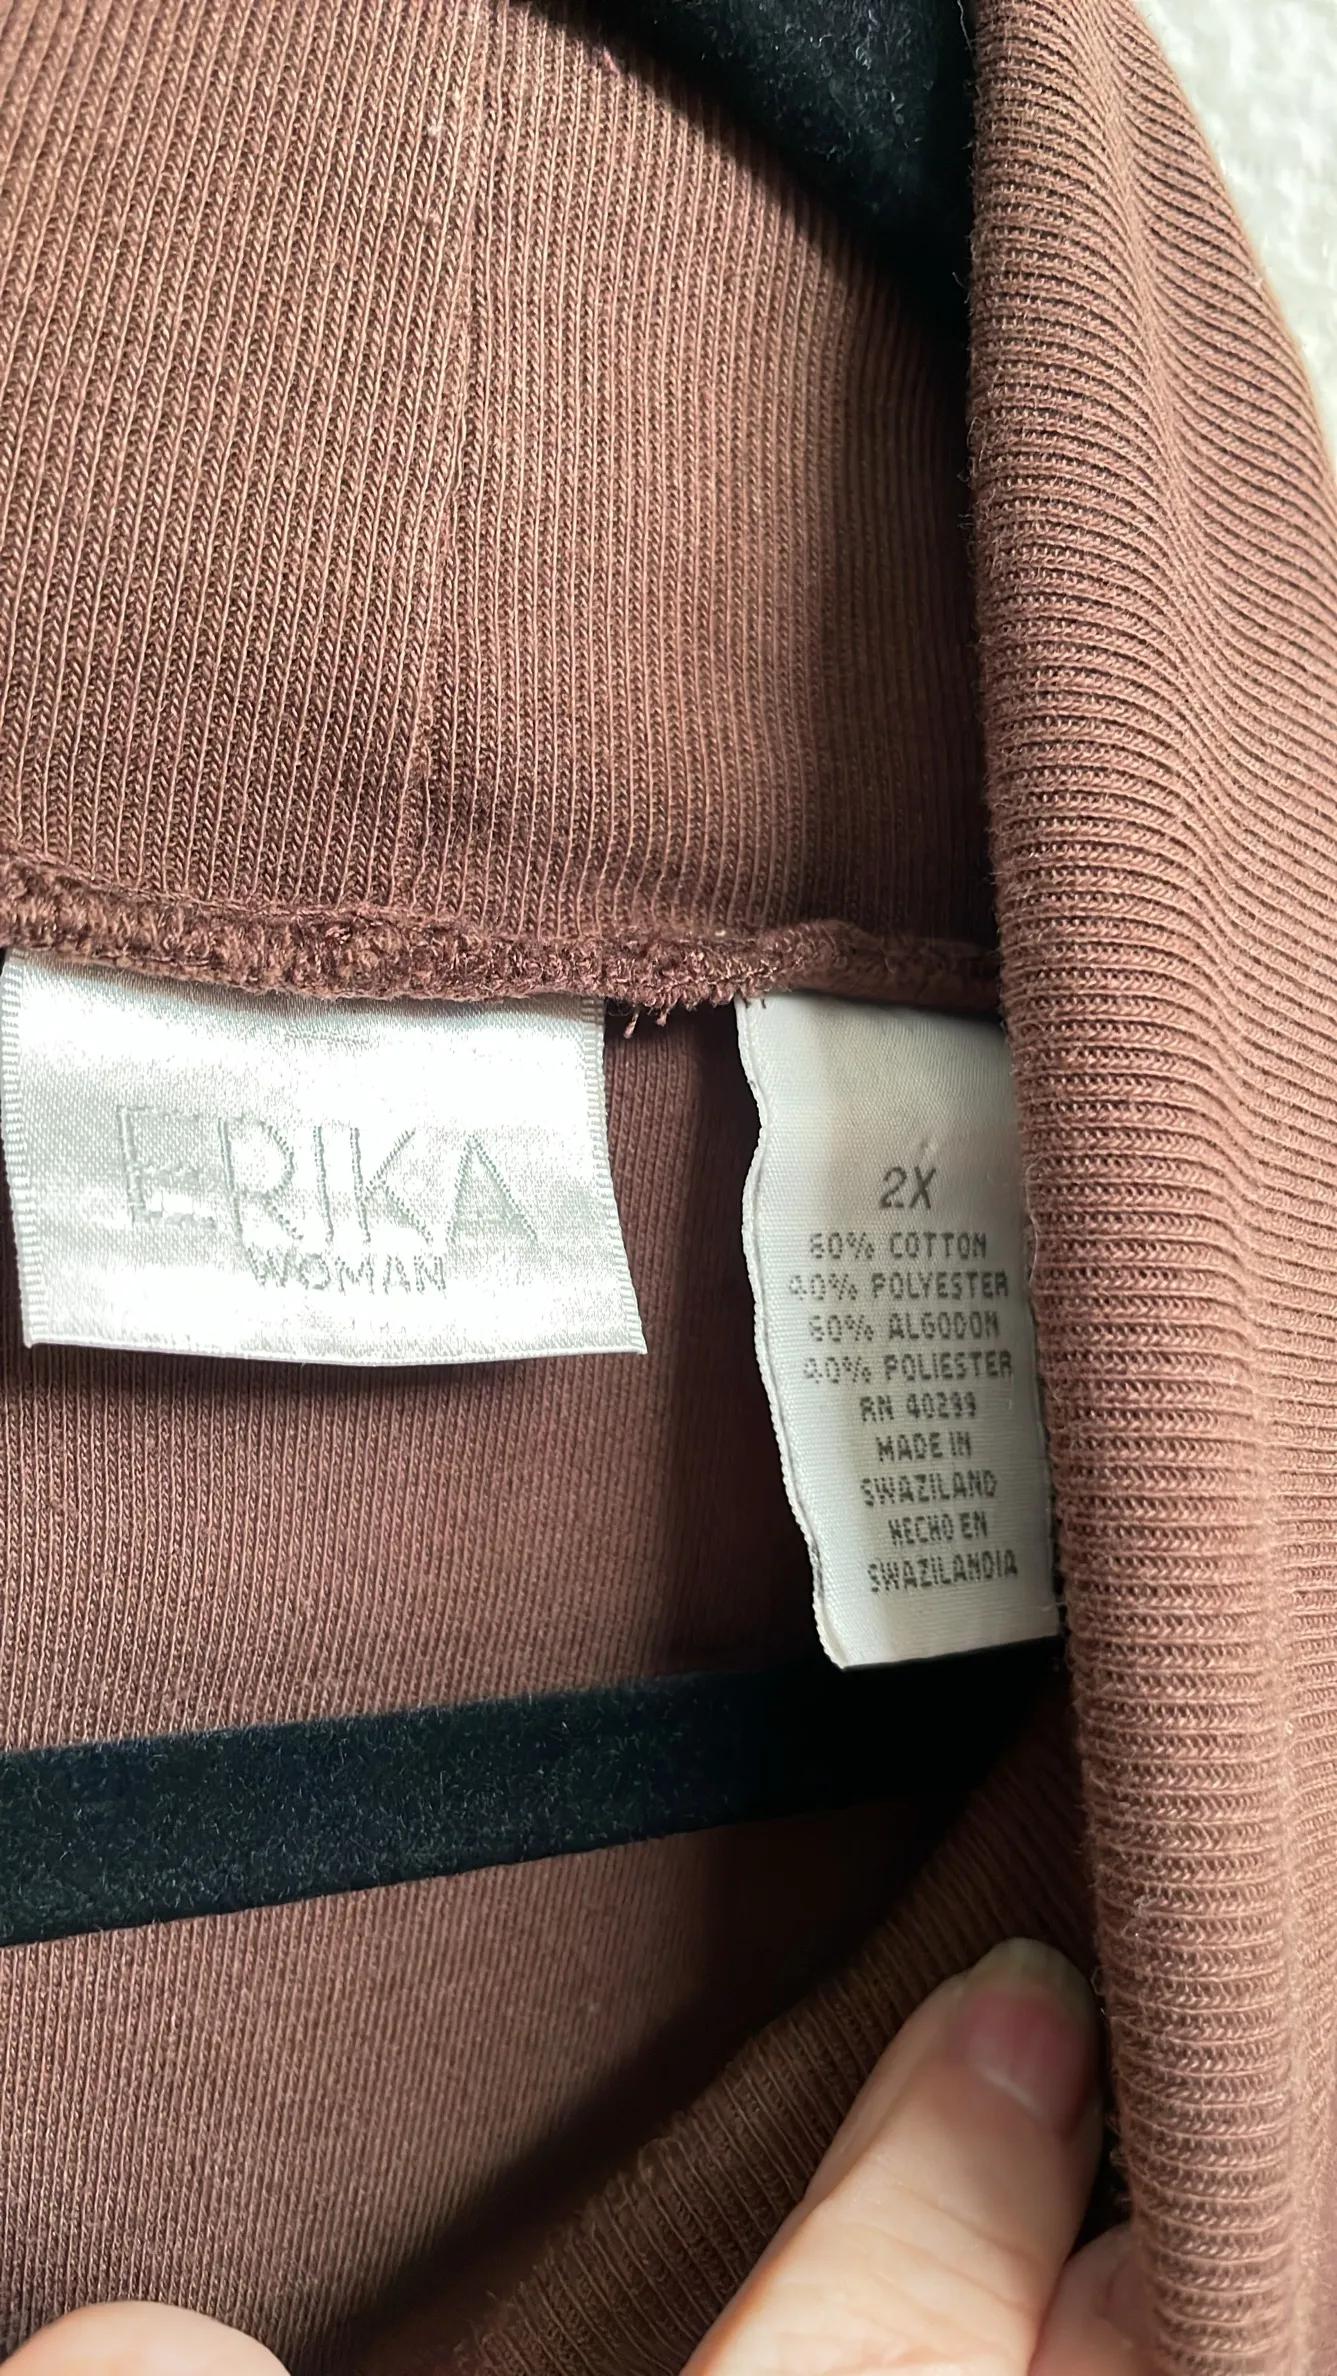 ERIKA
WOMAN
2X
60% COTTON
40% POLYESTER
60% ALGODON
40% POLIESTER
RN 40299
MADE IN
SWAZILAND
HECHO EN
SWAZILANDIA